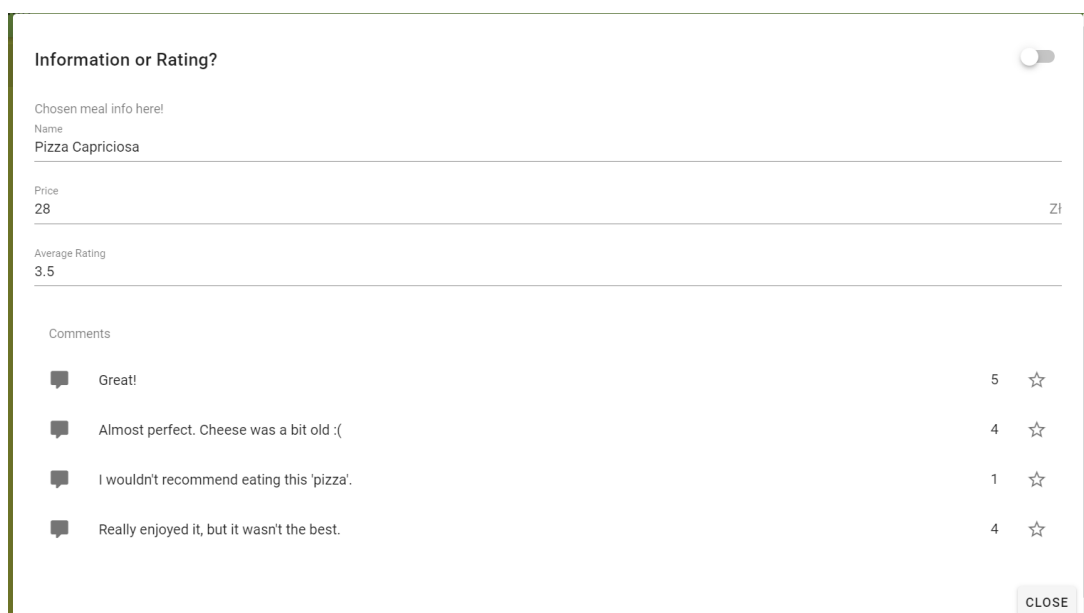 Information or Rating?
Chosen meal info here!
Name
Pizza Capriciosa
Price
28 Zł
Average Rating
3.5
Comments
Great! 5
Almost perfect. Cheese was a bit old :( 4
I wouldn't recommend eating this 'pizza'. 1
Really enjoyed it, but it wasn't the best. 4
CLOSE